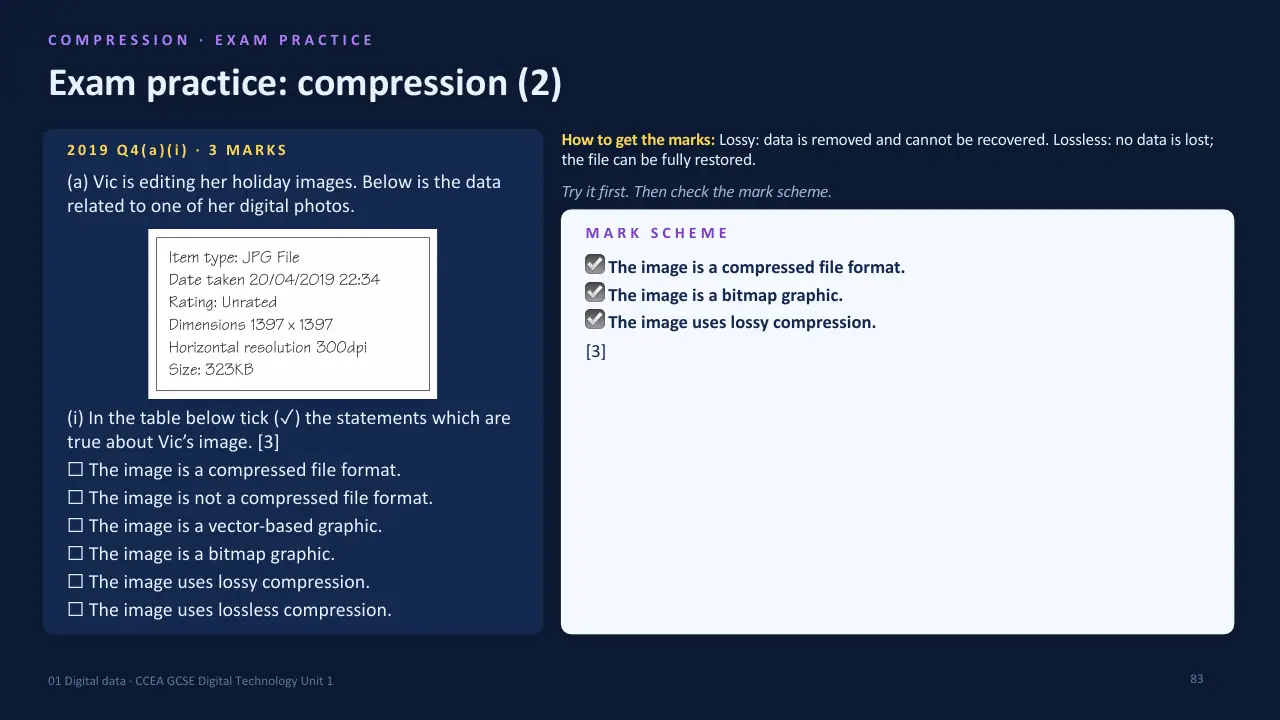 COMPRESSION · EXAM PRACTICE
Exam practice: compression (2)
2019 Q4(a)(i) · 3 MARKS
(a) Vic is editing her holiday images. Below is the data
related to one of her digital photos.
Item type: JPG File
Date taken 20/04/2019 22:34
Rating: Unrated
Dimensions 1397 x 1397
Horizontal resolution 300dpi
Size: 323KB
(i) In the table below tick (✓) the statements which are
true about Vic’s image. [3]
☐ The image is a compressed file format.
☐ The image is not a compressed file format.
☐ The image is a vector-based graphic.
☐ The image is a bitmap graphic.
☐ The image uses lossy compression.
☐ The image uses lossless compression.
How to get the marks: Lossy: data is removed and cannot be recovered. Lossless: no data is lost;
the file can be fully restored.
Try it first. Then check the mark scheme.
MARK SCHEME
☑ The image is a compressed file format.
☑ The image is a bitmap graphic.
☑ The image uses lossy compression.
[3]
01 Digital data · CCEA GCSE Digital Technology Unit 1
83